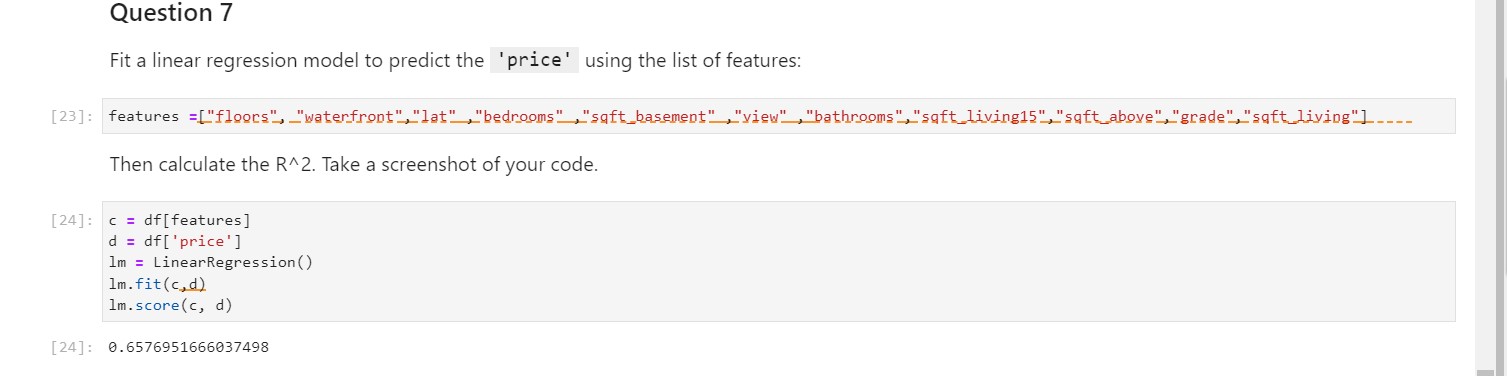 Question 7
Fit a linear regression model to predict the 'price' using the list of features:
[23]: features =["floors", "waterfront","lat" ,"bedrooms" ,"sqft_basement" ,"view" ,"bathrooms","sqft_living15","sqft_above","grade","sqft_living"]
Then calculate the R^2. Take a screenshot of your code.
[24]: c = df[features]
d = df['price']
lm = LinearRegression()
lm.fit(c,d)
lm.score(c, d)
[24]: 0.6576951666037498